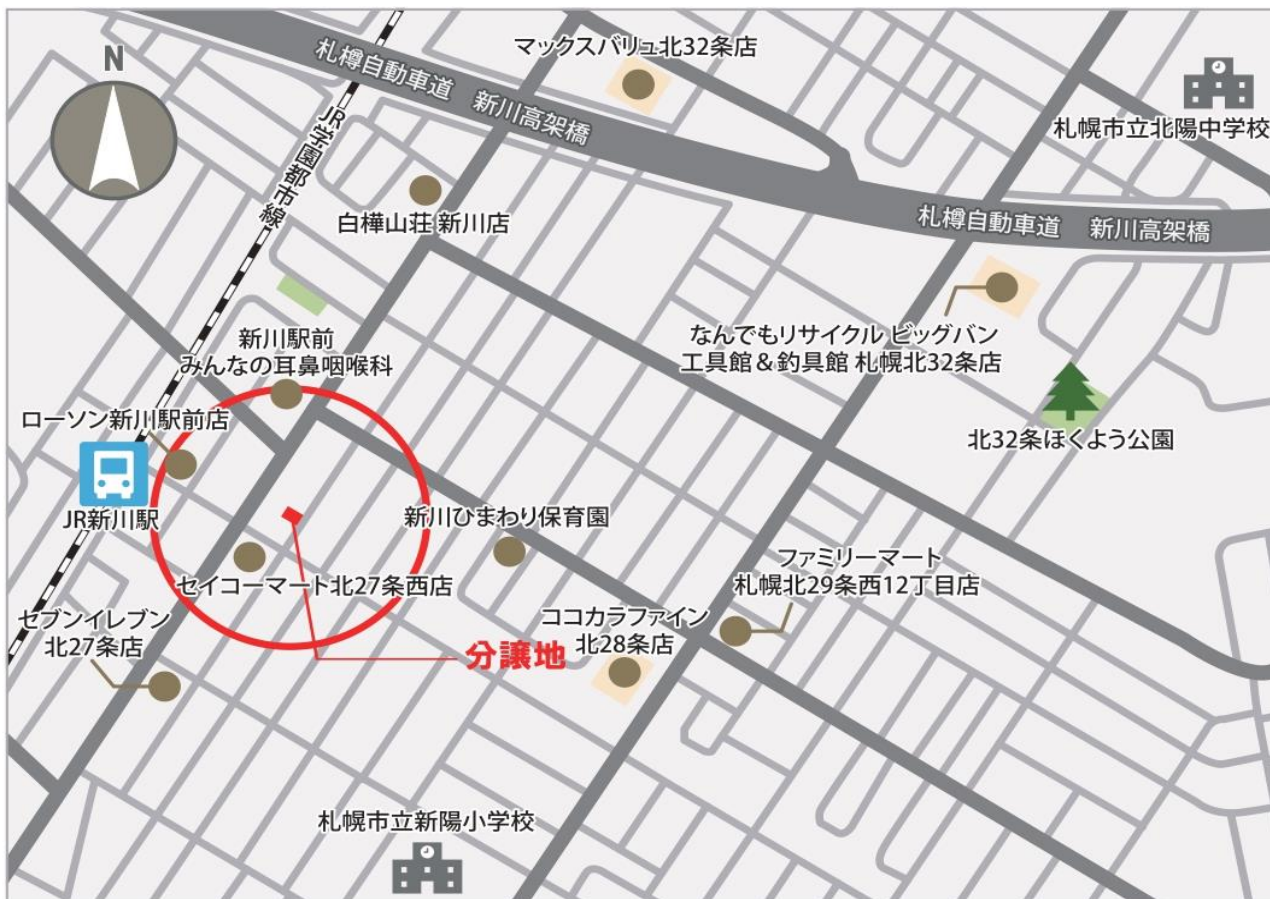 N
マックスバリュ北32条店
札樽自動車道 新川高架橋
札幌市立北陽中学校
JR学園都市線
白樺山荘 新川店
札樽自動車道 新川高架橋
なんでもリサイクル ビッグバン
工具館&釣具館 札幌北32条店
新川駅前
みんなの耳鼻咽喉科
ローソン新川駅前店
北32条ほくよう公園
JR新川駅
新川ひまわり保育園
セイコーマート北27条西店
ファミリーマート
札幌北29条西12丁目店
セブンイレブン
北27条店
ココカラファイン
北28条店
分譲地
札幌市立新陽小学校